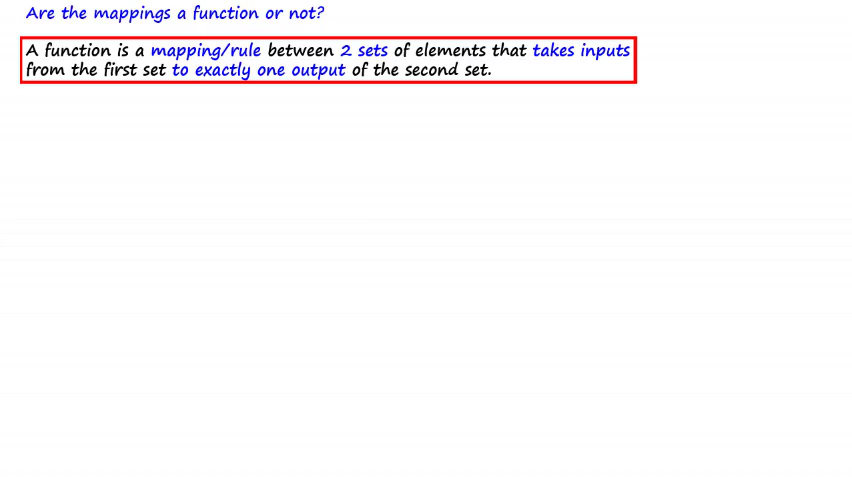 Are the mappings a function or not?
A function is a mapping/rule between 2 sets of elements that takes inputs
from the first set to exactly one output of the second set.